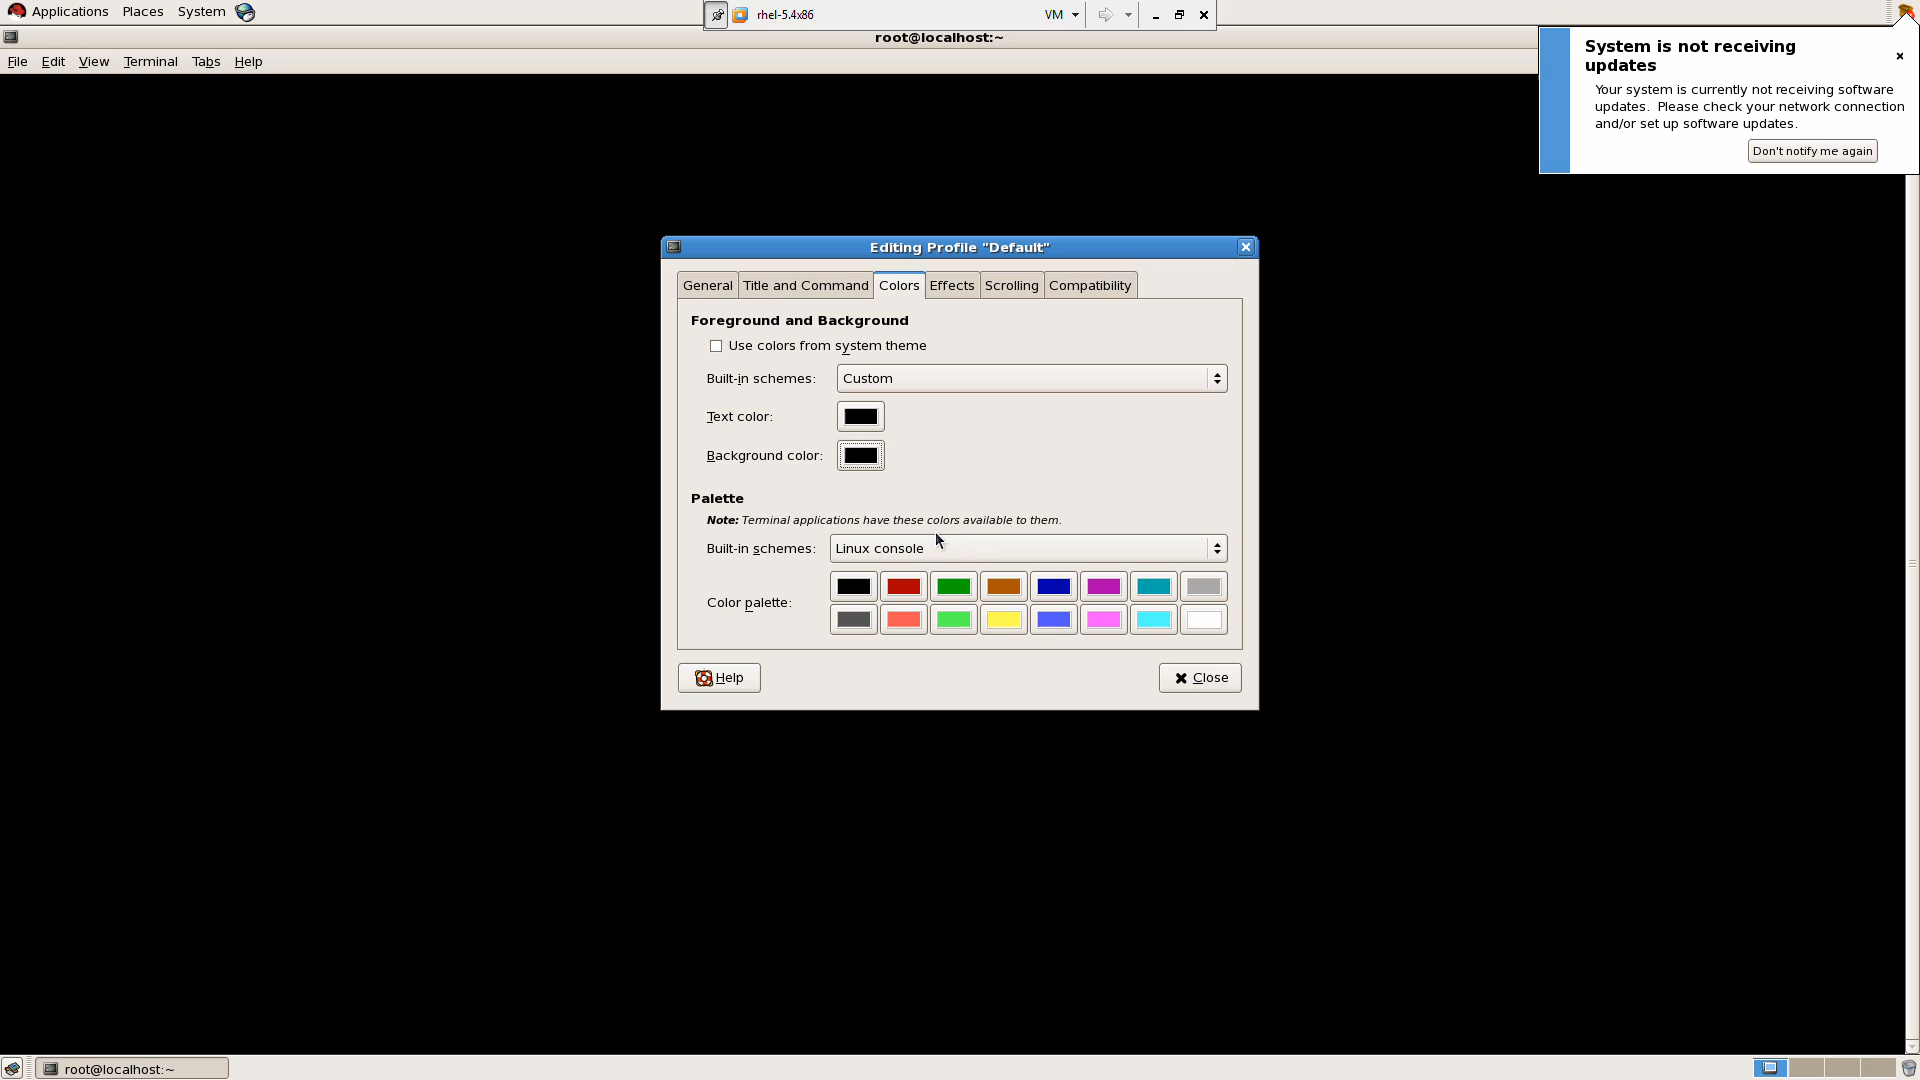 Applications Places System
rhel-5.4x86
VM
root@localhost:~
File Edit View Terminal Tabs Help
System is not receiving
updates
Your system is currently not receiving software
updates. Please check your network connection
and/or set up software updates.
Don't notify me again
Editing Profile "Default"
General Title and Command Colors Effects Scrolling Compatibility
Foreground and Background
Use colors from system theme
Built-in schemes: Custom
Text color:
Background color:
Palette
Note: Terminal applications have these colors available to them.
Built-in schemes: Linux console
Color palette:
Help Close
root@localhost:~